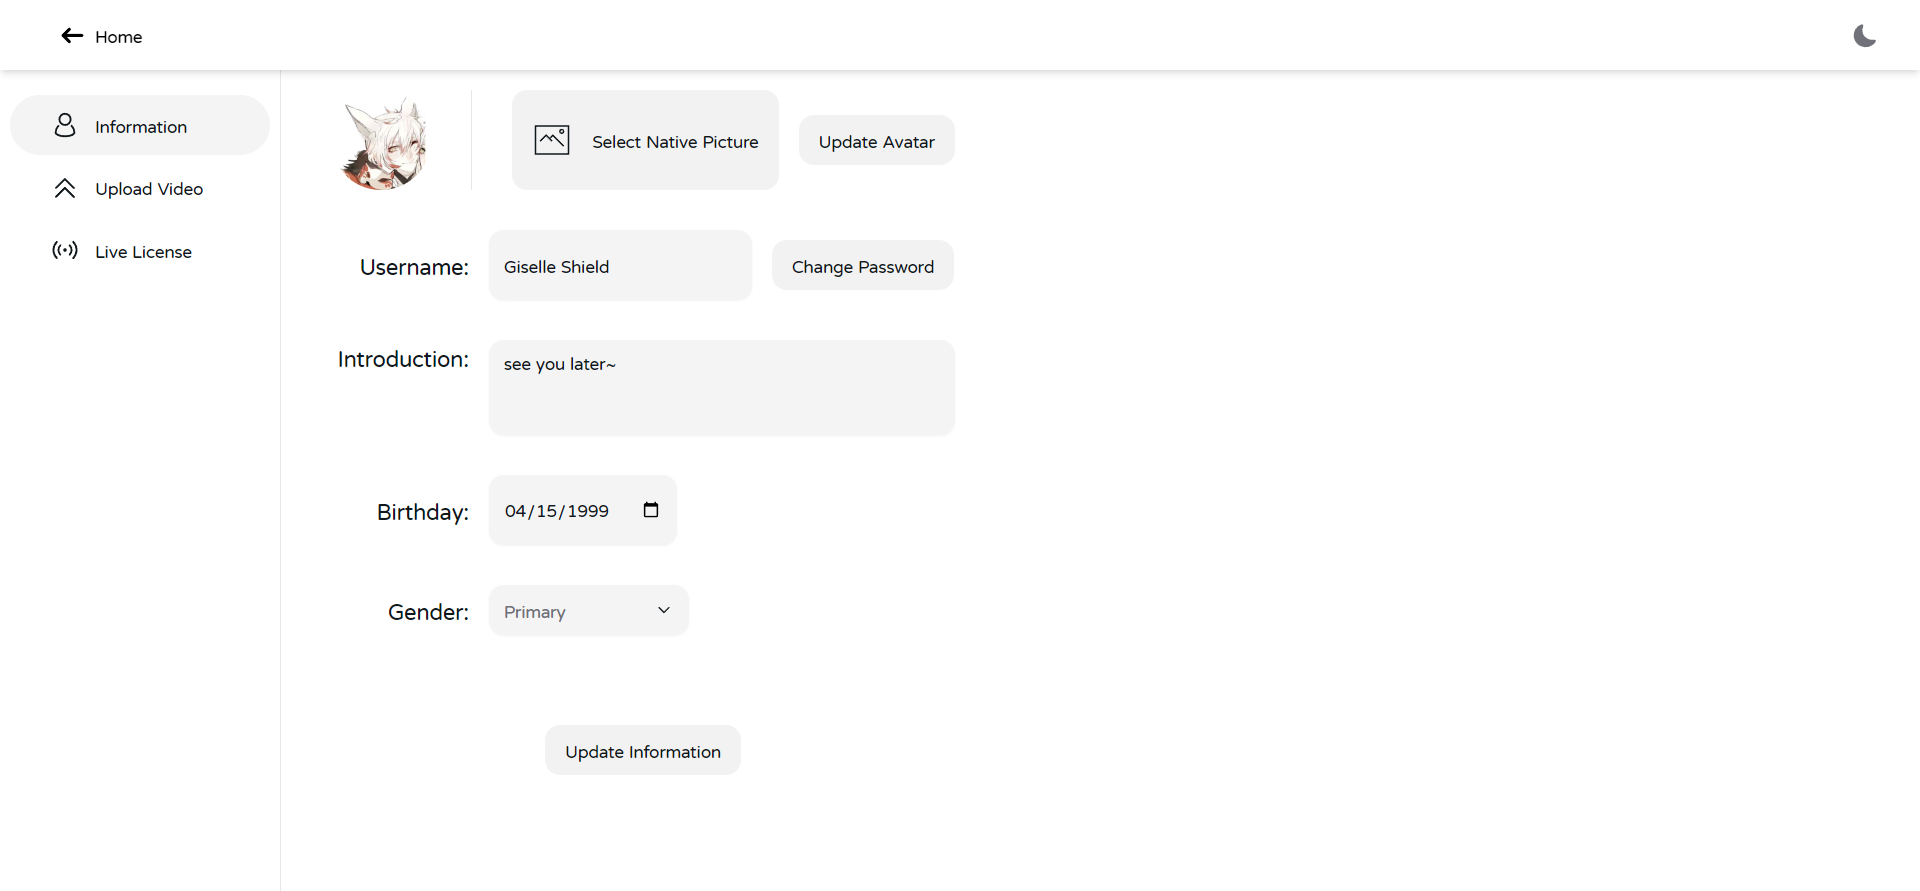 Home
Information
Upload Video
Live License
Select Native Picture
Update Avatar
Username:
Giselle Shield
Change Password
Introduction:
see you later~
Birthday:
04/15/1999
Gender:
Primary
Update Information